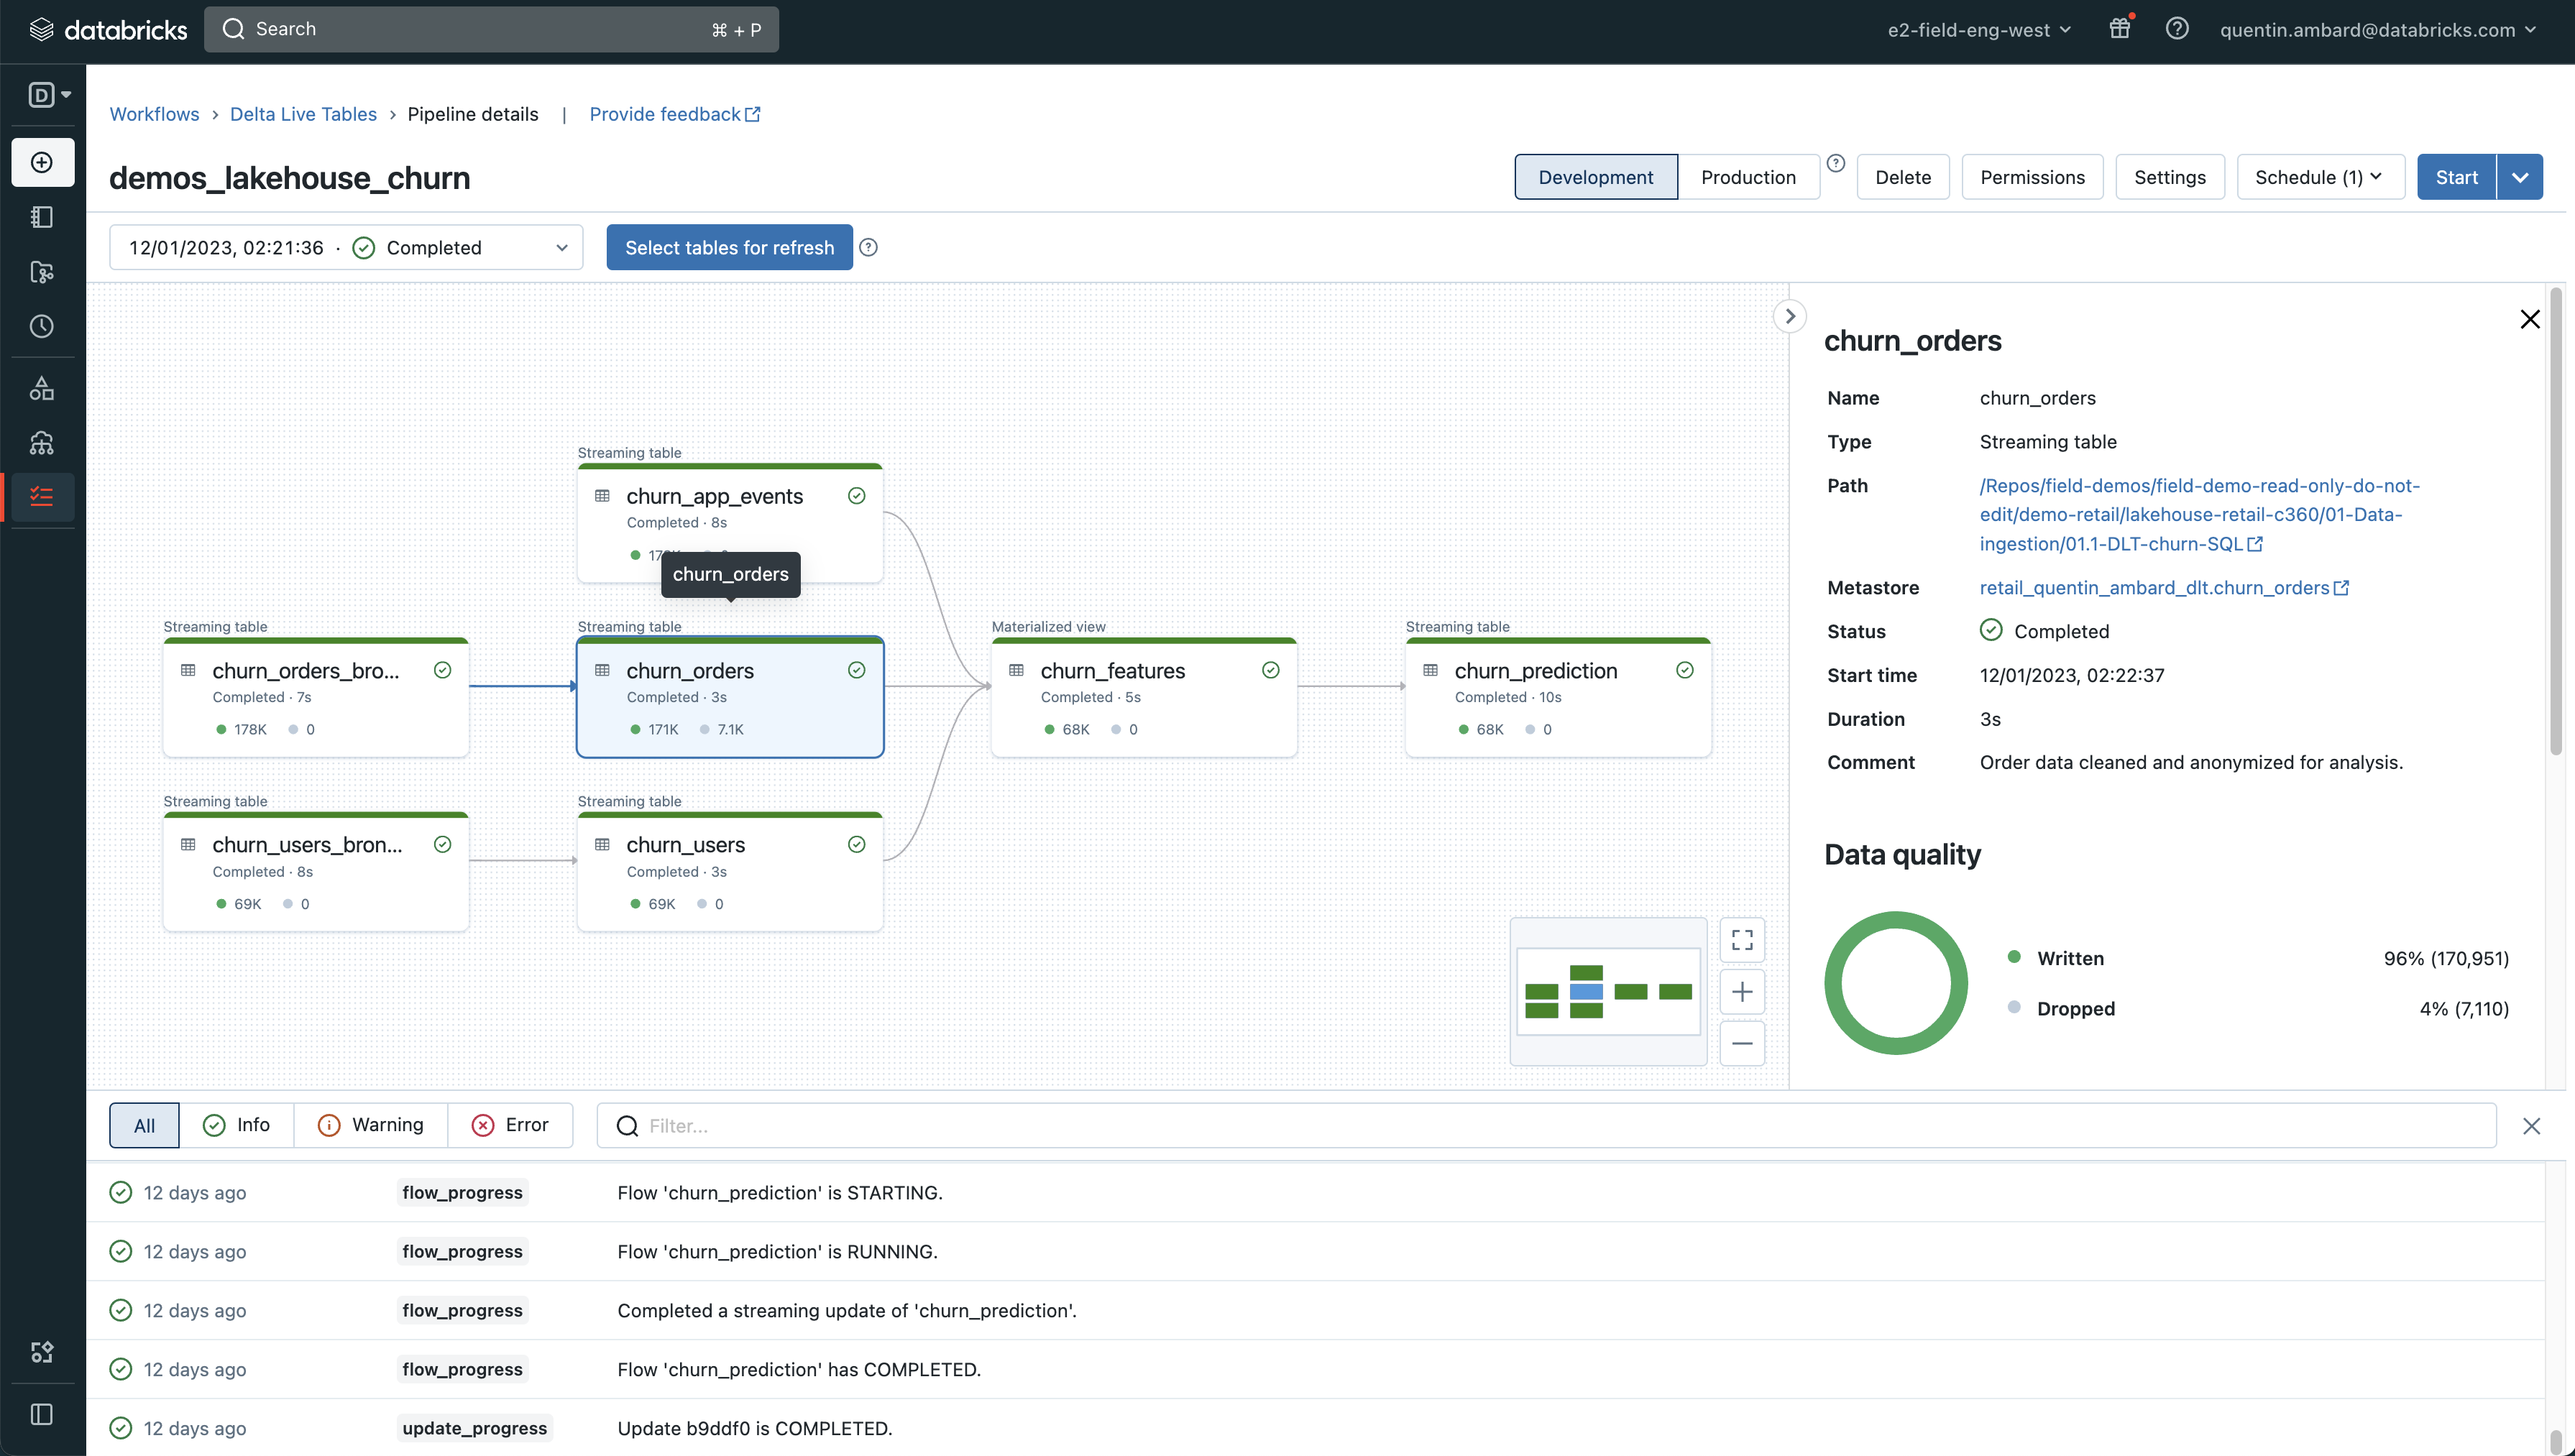 databricks
Search
⌘ + P
e2-field-eng-west
quentin.ambard@databricks.com
D
Workflows › Delta Live Tables › Pipeline details | Provide feedback
demos_lakehouse_churn
Development
Production
Delete
Permissions
Settings
Schedule (1)
Start
12/01/2023, 02:21:36 · Completed
Select tables for refresh
Streaming table
churn_app_events
Completed · 8s
churn_orders
Streaming table
churn_orders_bro...
Completed · 7s
178K 0
Streaming table
churn_orders
Completed · 3s
171K 7.1K
Materialized view
churn_features
Completed · 5s
68K 0
Streaming table
churn_prediction
Completed · 10s
68K 0
Streaming table
churn_users_bron...
Completed · 8s
69K 0
Streaming table
churn_users
Completed · 3s
69K 0
churn_orders
Name churn_orders
Type Streaming table
Path /Repos/field-demos/field-demo-read-only-do-not-
edit/demo-retail/lakehouse-retail-c360/01-Data-
ingestion/01.1-DLT-churn-SQL
Metastore retail_quentin_ambard_dlt.churn_orders
Status Completed
Start time 12/01/2023, 02:22:37
Duration 3s
Comment Order data cleaned and anonymized for analysis.
Data quality
Written 96% (170,951)
Dropped 4% (7,110)
All
Info
Warning
Error
Filter...
12 days ago flow_progress Flow 'churn_prediction' is STARTING.
12 days ago flow_progress Flow 'churn_prediction' is RUNNING.
12 days ago flow_progress Completed a streaming update of 'churn_prediction'.
12 days ago flow_progress Flow 'churn_prediction' has COMPLETED.
12 days ago update_progress Update b9ddf0 is COMPLETED.